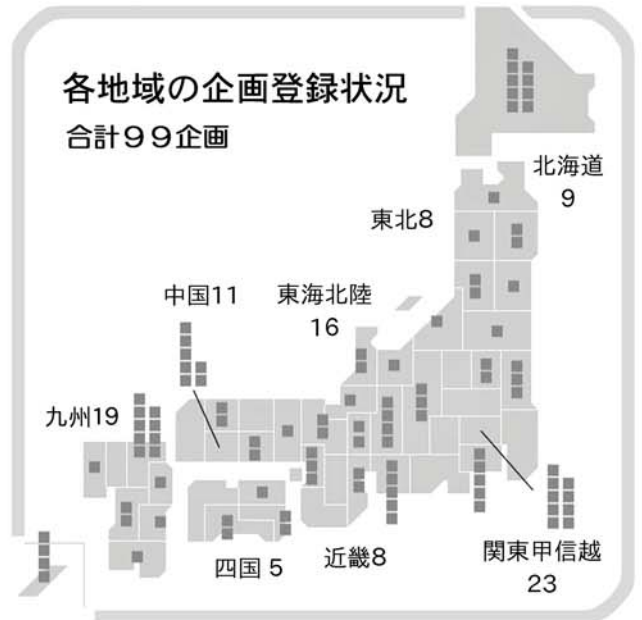 各地域の企画登録状況
合計99企画
北海道
9
東北8
中国11
東海北陸
16
九州19
四国 5
近畿8
関東甲信越
23